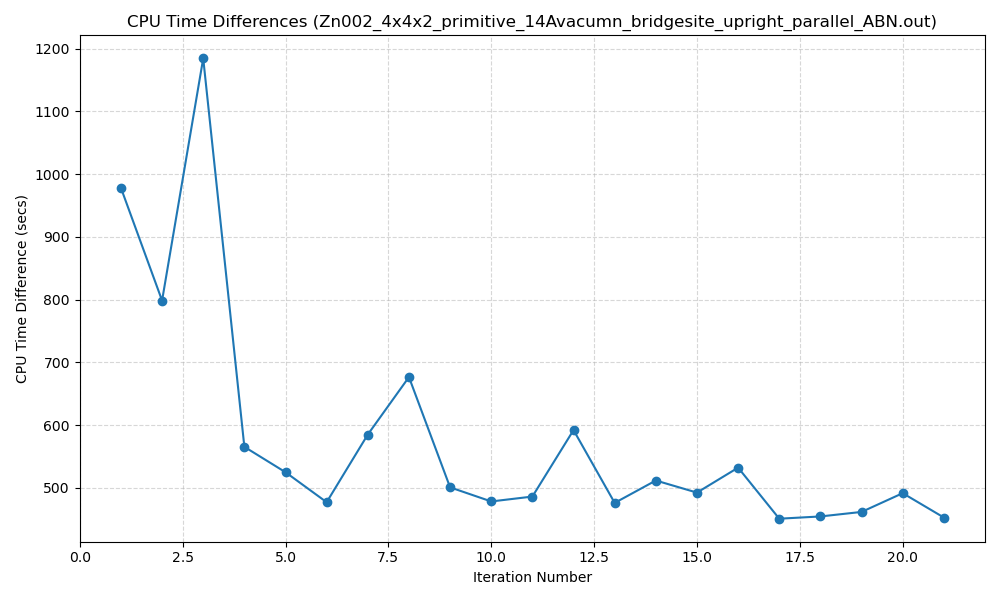 CPU Time Differences (Zn002_4x4x2_primitive_14Avacumn_bridgesite_upright_parallel_ABN.out)
1200
1100
1000
900
800
700
600
500
CPU Time Difference (secs)
0.0 2.5 5.0 7.5 10.0 12.5 15.0 17.5 20.0
Iteration Number